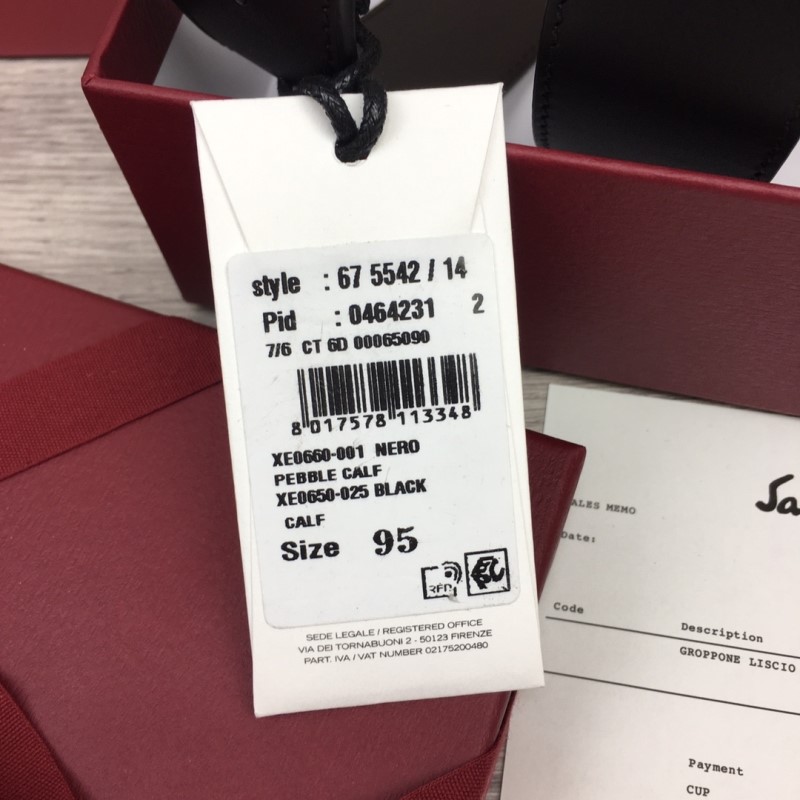 style : 67 5542 / 14
Pid : 0464231 2
7/6 CT 6D 00065090
8 017578 113348
XE0660-001 NERO
PEBBLE CALF
XE0650-025 BLACK
CALF
Size 95
RFID
SEDE LEGALE / REGISTERED OFFICE
VIA DEI TORNABUONI 2 - 50123 FIRENZE
PART. IVA / VAT NUMBER 02175200480
Sa
ALES MEMO
Date:
Code
Description
GROPPONE LISCIO
Payment
CUP